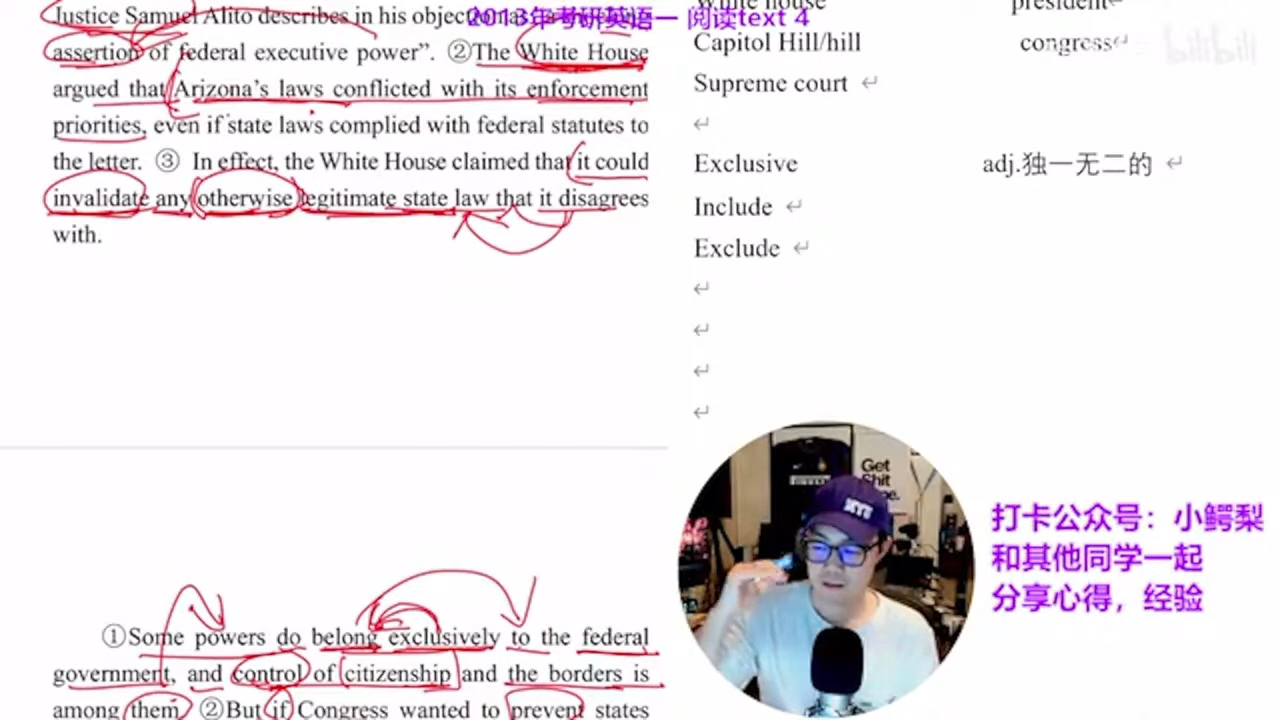 2013年考研英语一 阅读text 4
Justice Samuel Alito describes in his
assertion of federal executive power”. ②The White House
argued that Arizona's laws conflicted with its enforcement
priorities, even if state laws complied with federal statutes to
the letter. ③ In effect, the White House claimed that it could
invalidate any otherwise legitimate state law that it disagrees
with.
①Some powers do belong exclusively to the federal
government, and control of citizenship and the borders is
among them. ②But if Congress wanted to prevent states
White house president↵
Capitol Hill/hill congress↵
Supreme court ↵
↵
Exclusive adj.独一无二的 ↵
Include ↵
Exclude ↵
↵
↵
↵
↵
bilibili
Get
Shit
打卡公众号：小鳄梨
和其他同学一起
分享心得，经验